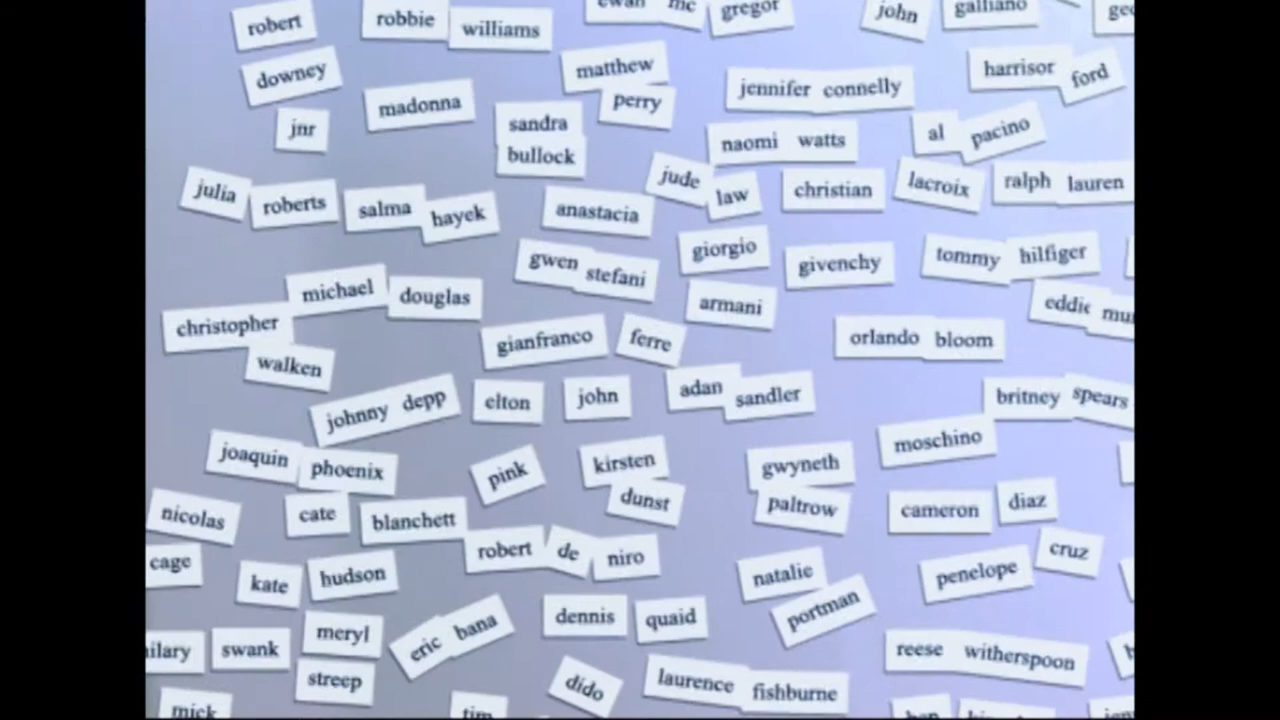 ewan mc gregor
john galliano
robert downey jnr
robbie williams
matthew perry
harrisor ford
jennifer connelly
madonna
sandra bullock
naomi watts
al pacino
julia roberts
salma hayek
jude law
christian lacroix
ralph lauren
anastacia
giorgio armani
givenchy
tommy hilfiger
gwen stefani
michael douglas
christopher walken
gianfranco ferre
orlando bloom
johnny depp
elton john
adan sandler
britney spears
moschino
joaquin phoenix
pink
kirsten dunst
gwyneth paltrow
cameron diaz
nicolas cage
cate blanchett
robert de niro
kate hudson
natalie portman
penelope cruz
swank
meryl streep
eric bana
dennis quaid
reese witherspoon
dido
laurence fishburne
mick
tim